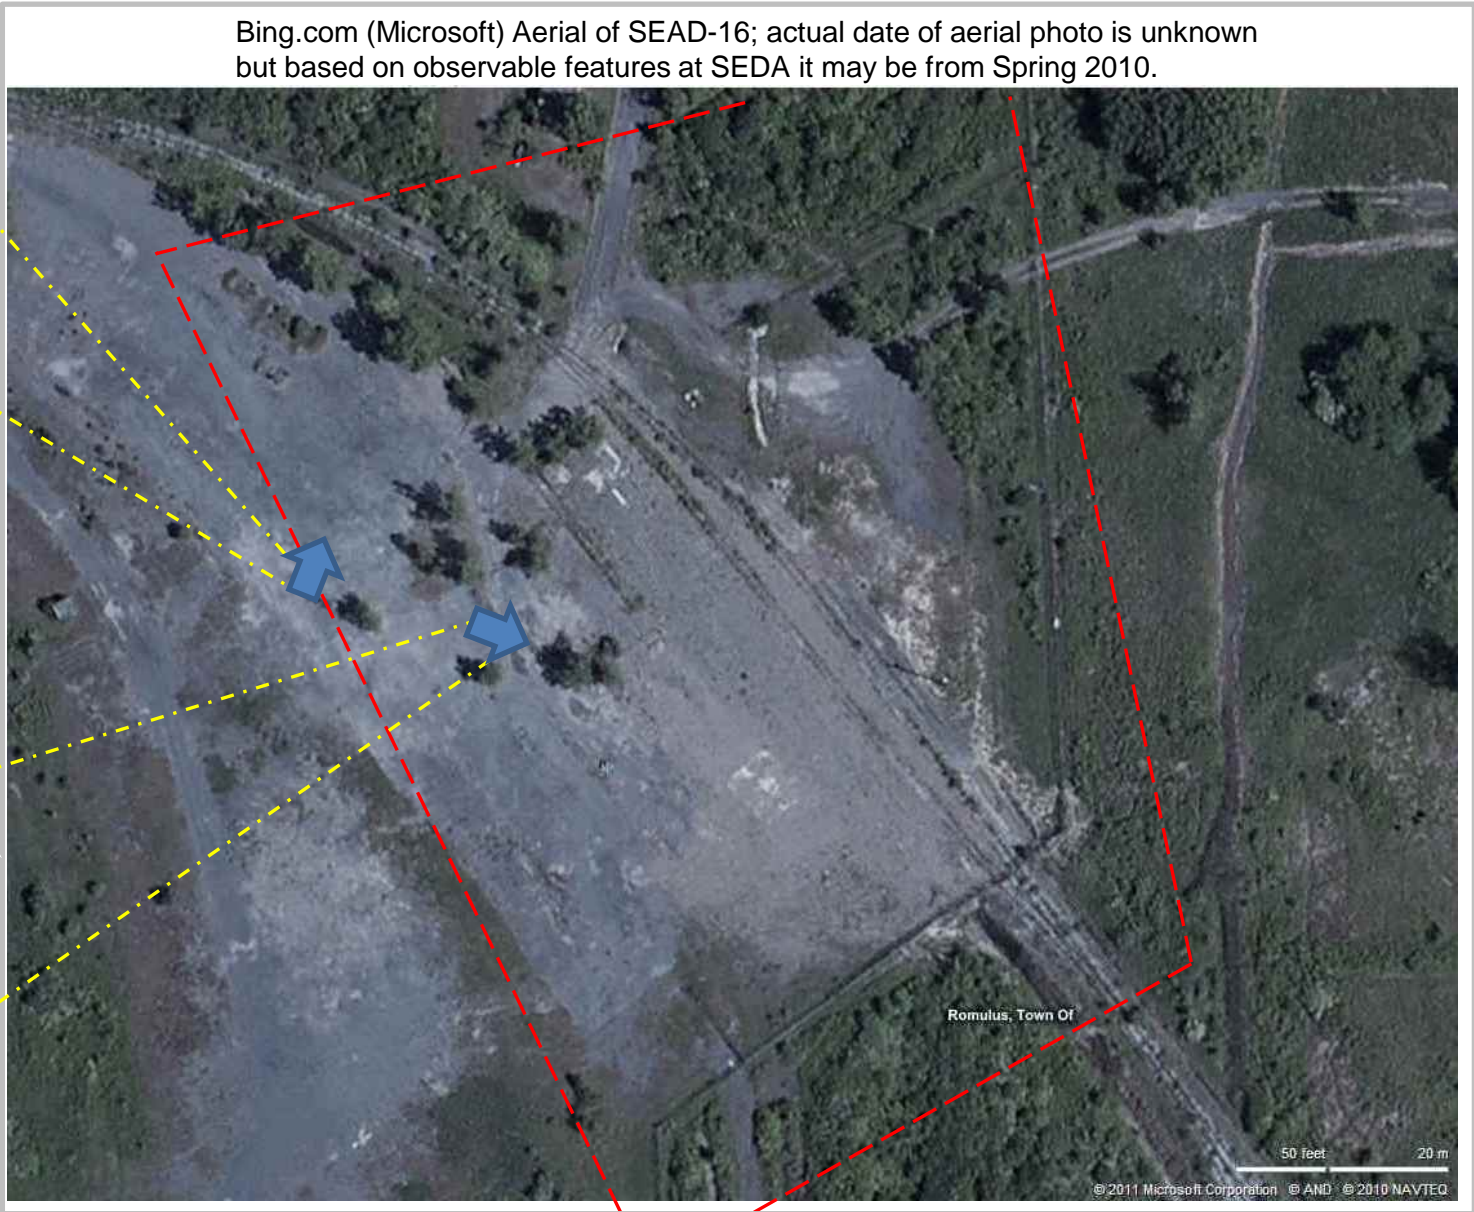 Bing.com (Microsoft) Aerial of SEAD-16; actual date of aerial photo is unknown
but based on observable features at SEDA it may be from Spring 2010.
Romulus, Town Of
50 feet 20 m
© 2011 Microsoft Corporation © AND © 2010 NAVTEQ